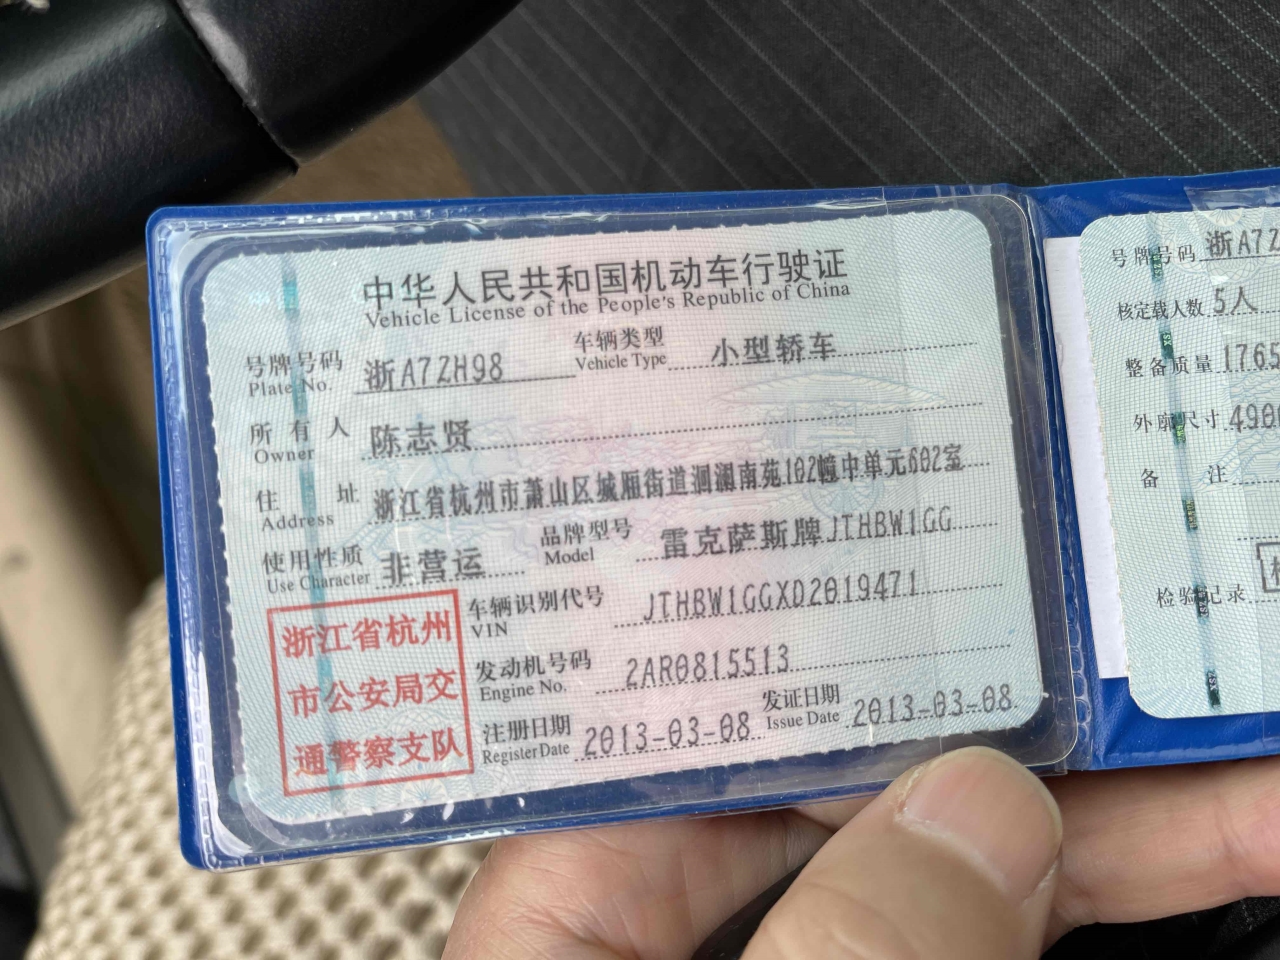 中华人民共和国机动车行驶证
Vehicle License of the People's Republic of China
号牌号码 浙A7ZH98 车辆类型 小型轿车
Plate No. Vehicle Type
所有人 陈志贤
Owner
住址 浙江省杭州市萧山区城厢街道洄澜南苑102幢中单元602室
Address
使用性质 非营运 品牌型号 雷克萨斯牌JTHBW1GG
Use Character Model
浙江省杭州
市公安局交
通警察支队
车辆识别代号 JTHBW1GGXD2019471
VIN
发动机号码 2AR0815513
Engine No.
注册日期 2013-03-08 发证日期 2013-03-08
Register Date Issue Date
号牌号码 浙A7Z
核定载人数 5人
整备质量 1765
外廓尺寸 490
备注
检验记录